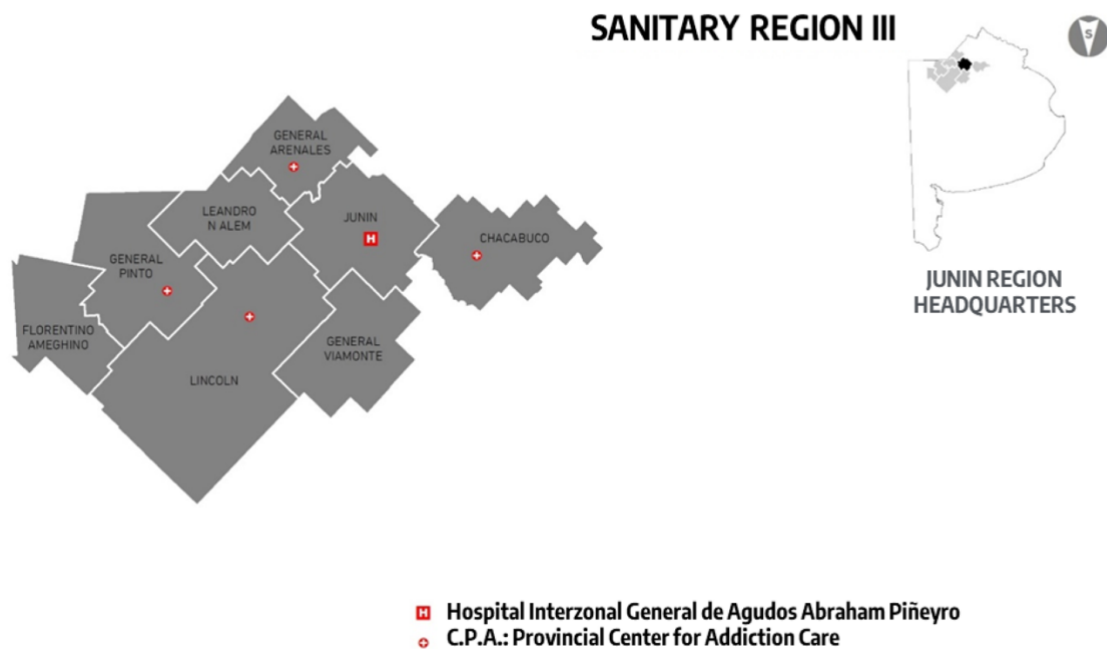 SANITARY REGION III
S
GENERAL
ARENALES
LEANDRO
N ALEM
JUNIN
CHACABUCO
GENERAL
PINTO
FLORENTINO
AMEGHINO
GENERAL
VIAMONTE
LINCOLN
H
JUNIN REGION
HEADQUARTERS
H Hospital Interzonal General de Agudos Abraham Piñeyro
C.P.A.: Provincial Center for Addiction Care